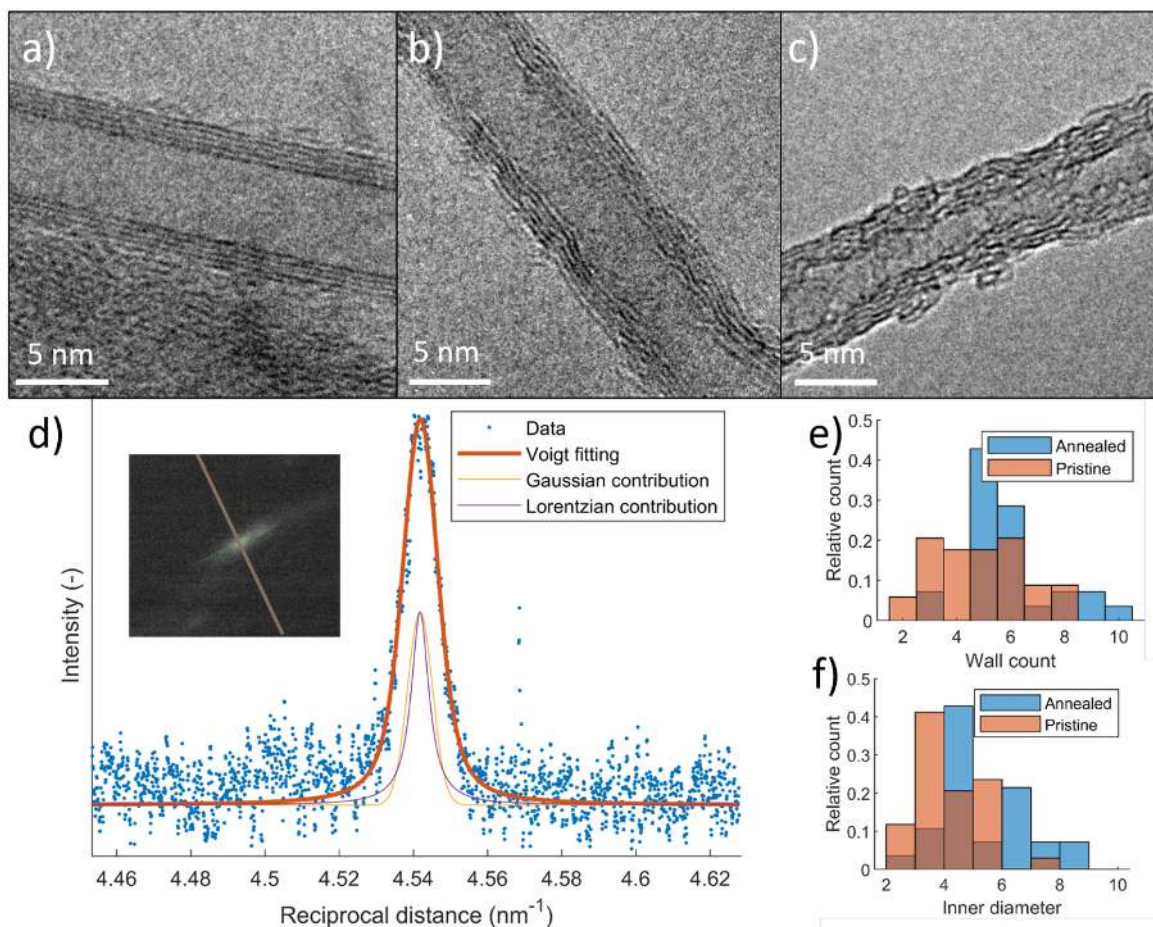 a)
b)
c)
5 nm
5 nm
5 nm
d)
Data
Voigt fitting
Gaussian contribution
Lorentzian contribution
Intensity (-)
4.46 4.48 4.5 4.52 4.54 4.56 4.58 4.6 4.62
Reciprocal distance (nm⁻¹)
e)
Annealed
Pristine
Relative count
0.5
0.4
0.3
0.2
0.1
0
2 4 6 8 10
Wall count
f)
Annealed
Pristine
Relative count
0.5
0.4
0.3
0.2
0.1
0
2 4 6 8 10
Inner diameter